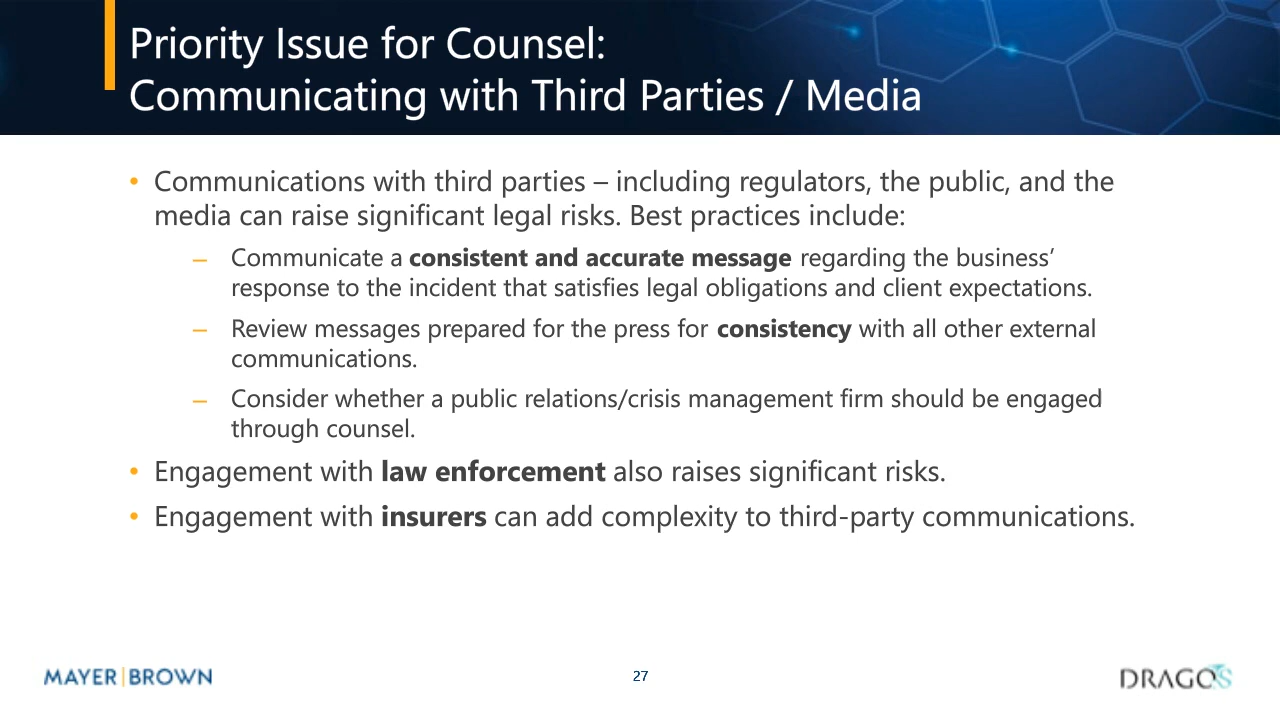 Priority Issue for Counsel:
Communicating with Third Parties / Media
• Communications with third parties – including regulators, the public, and the
media can raise significant legal risks. Best practices include:
– Communicate a consistent and accurate message regarding the business’
response to the incident that satisfies legal obligations and client expectations.
– Review messages prepared for the press for consistency with all other external
communications.
– Consider whether a public relations/crisis management firm should be engaged
through counsel.
• Engagement with law enforcement also raises significant risks.
• Engagement with insurers can add complexity to third-party communications.
MAYER|BROWN
27
DRAGOS